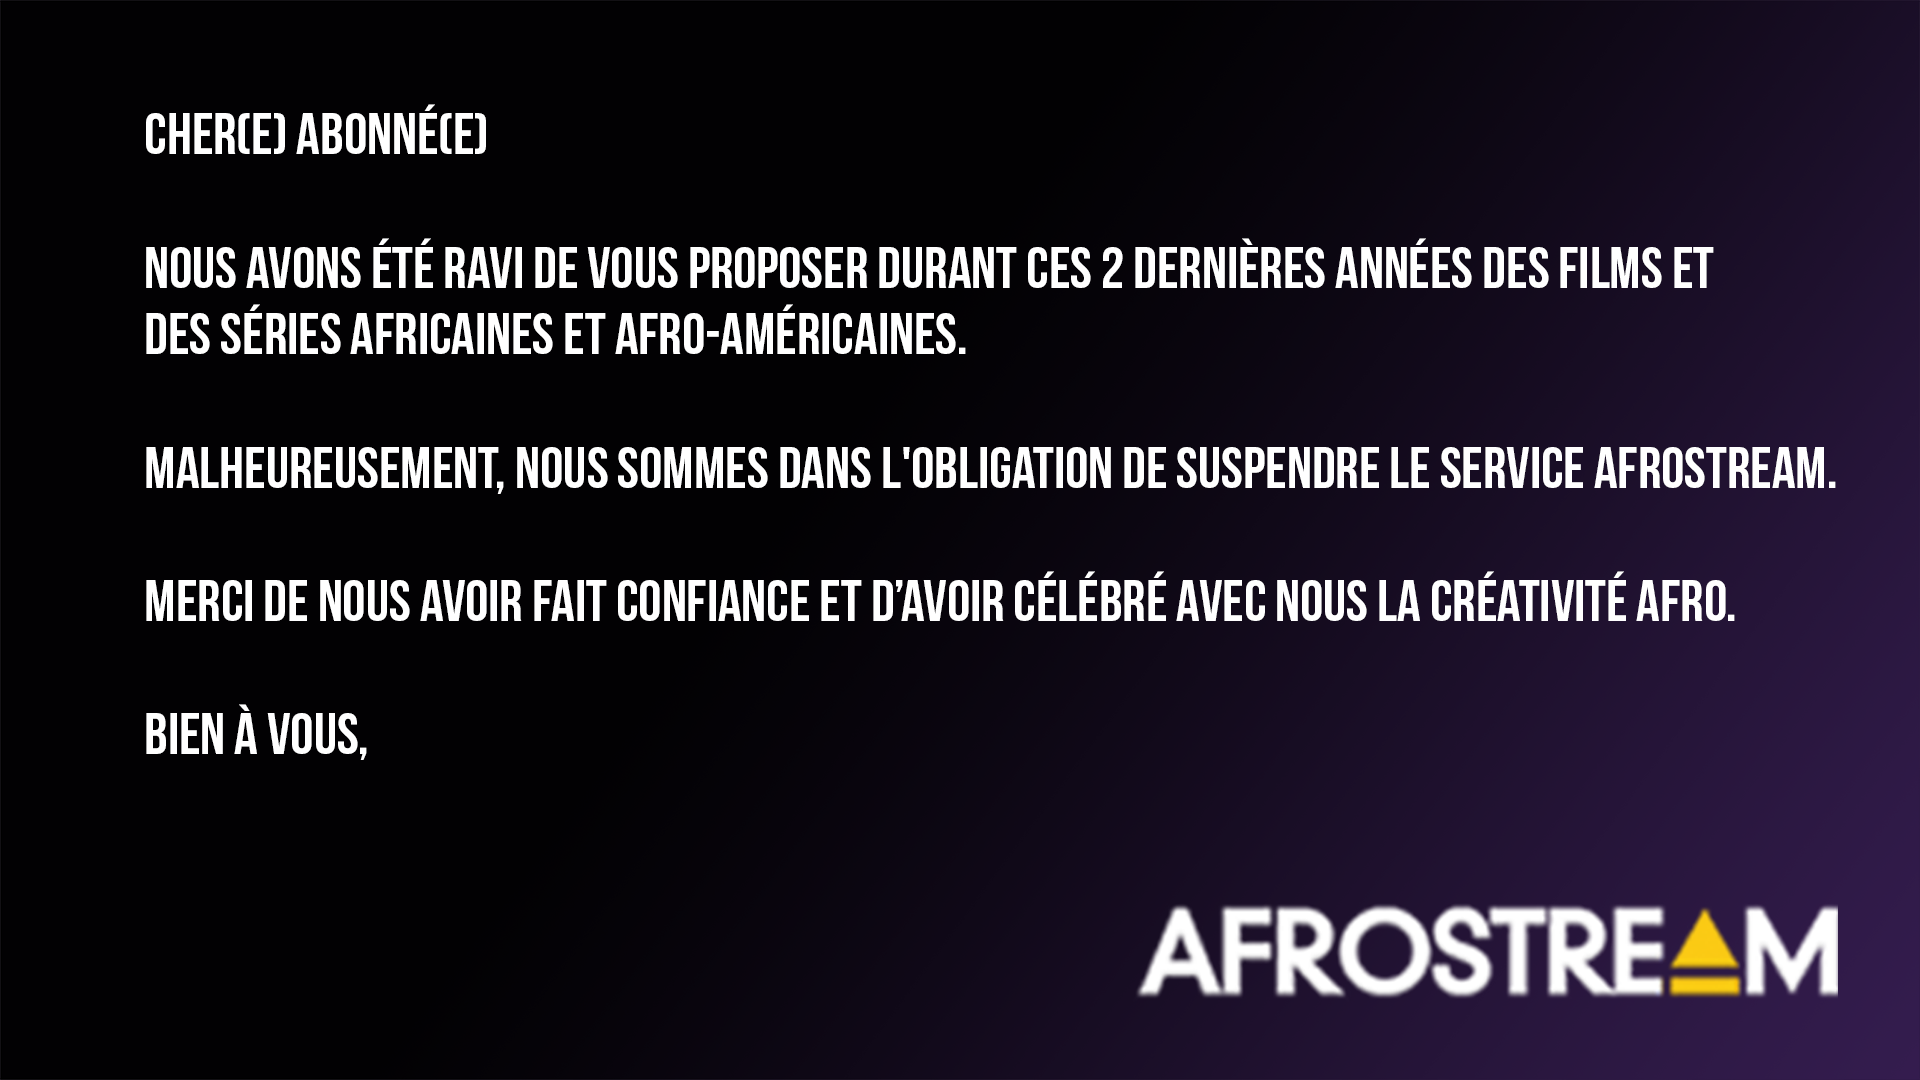 CHER(E) ABONNÉ(E)
NOUS AVONS ÉTÉ RAVI DE VOUS PROPOSER DURANT CES 2 DERNIÈRES ANNÉES DES FILMS ET
DES SÉRIES AFRICAINES ET AFRO-AMÉRICAINES.
MALHEUREUSEMENT, NOUS SOMMES DANS L'OBLIGATION DE SUSPENDRE LE SERVICE AFROSTREAM.
MERCI DE NOUS AVOIR FAIT CONFIANCE ET D’AVOIR CÉLÉBRÉ AVEC NOUS LA CRÉATIVITÉ AFRO.
BIEN À VOUS,
AFROSTREAM